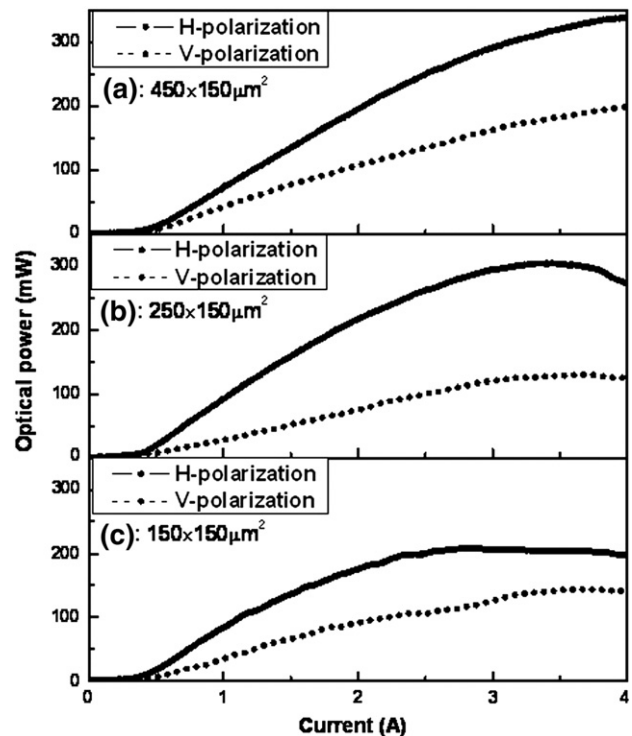 300
H-polarization
V-polarization
(a): 450×150μm²
200
100
0
H-polarization
V-polarization
300
(b): 250×150μm²
200
100
0
H-polarization
V-polarization
300
(c): 150×150μm²
200
100
0
0 1 2 3 4
Current (A)
Optical power (mW)